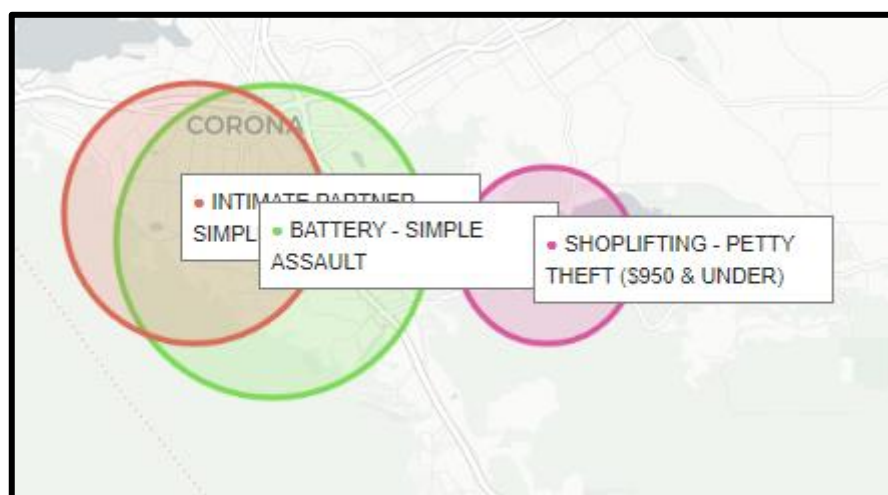 CORONA
• INTIMATE PARTNER
SIMPL
• BATTERY - SIMPLE
ASSAULT
• SHOPLIFTING - PETTY
THEFT ($950 & UNDER)